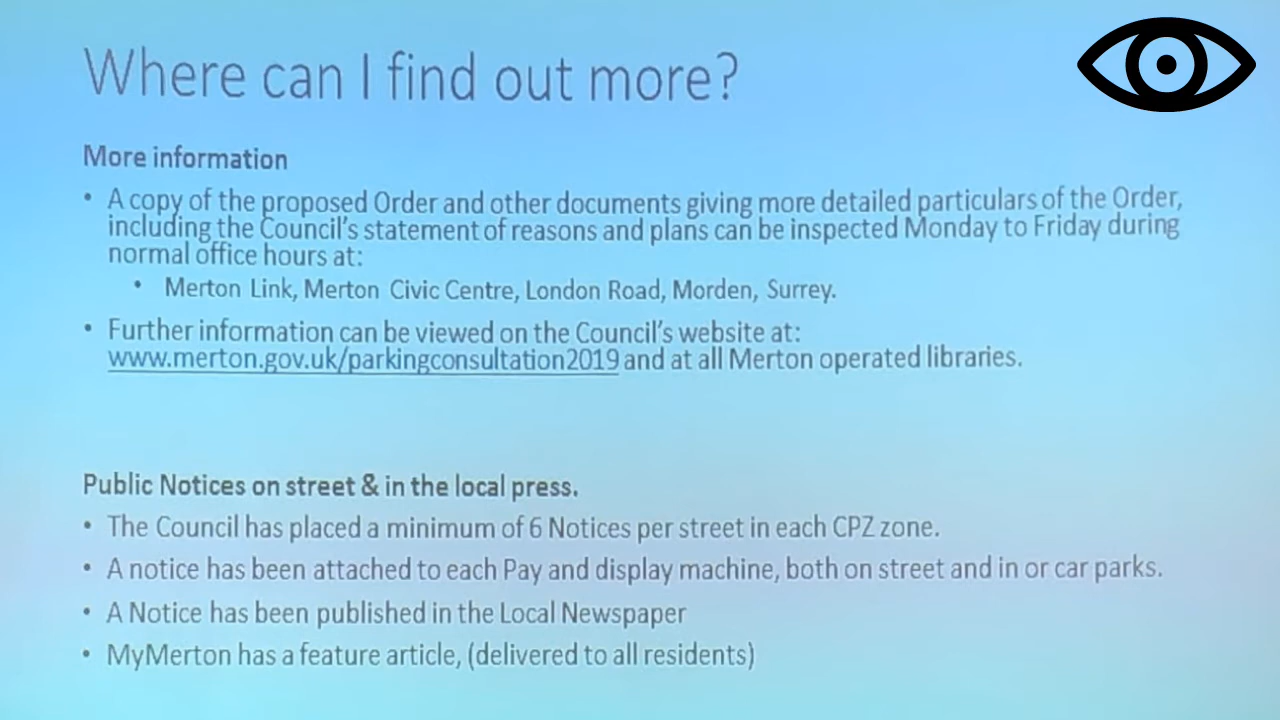 Where can I find out more?
More information
• A copy of the proposed Order and other documents giving more detailed particulars of the Order,
including the Council's statement of reasons and plans can be inspected Monday to Friday during
normal office hours at:
• Merton Link, Merton Civic Centre, London Road, Morden, Surrey.
• Further information can be viewed on the Council's website at:
www.merton.gov.uk/parkingconsultation2019 and at all Merton operated libraries.
Public Notices on street & in the local press.
• The Council has placed a minimum of 6 Notices per street in each CPZ zone.
• A notice has been attached to each Pay and display machine, both on street and in or car parks.
• A Notice has been published in the Local Newspaper
• MyMerton has a feature article, (delivered to all residents)